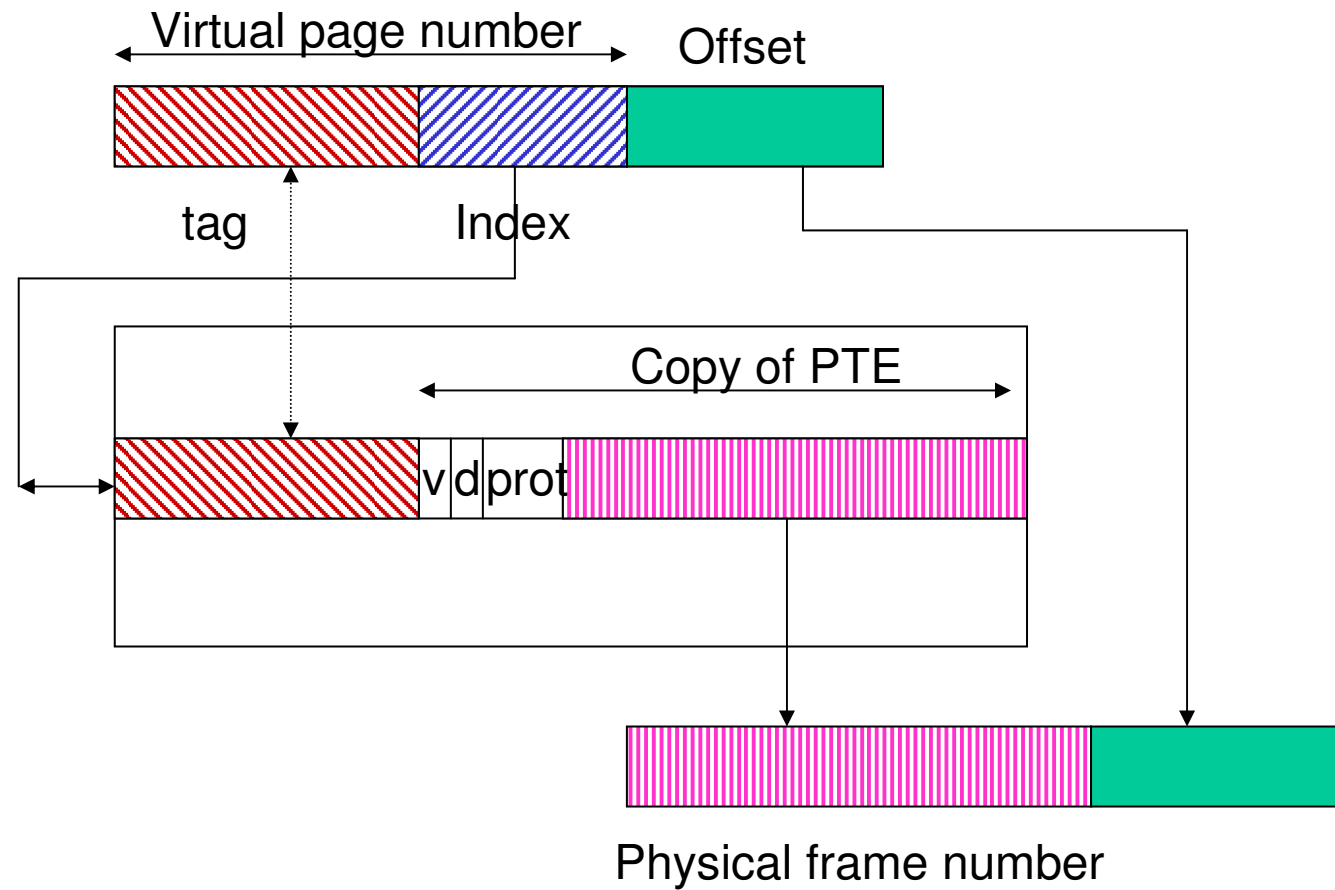 Virtual page number
Offset
tag
Index
Copy of PTE
v
d
prot
Physical frame number